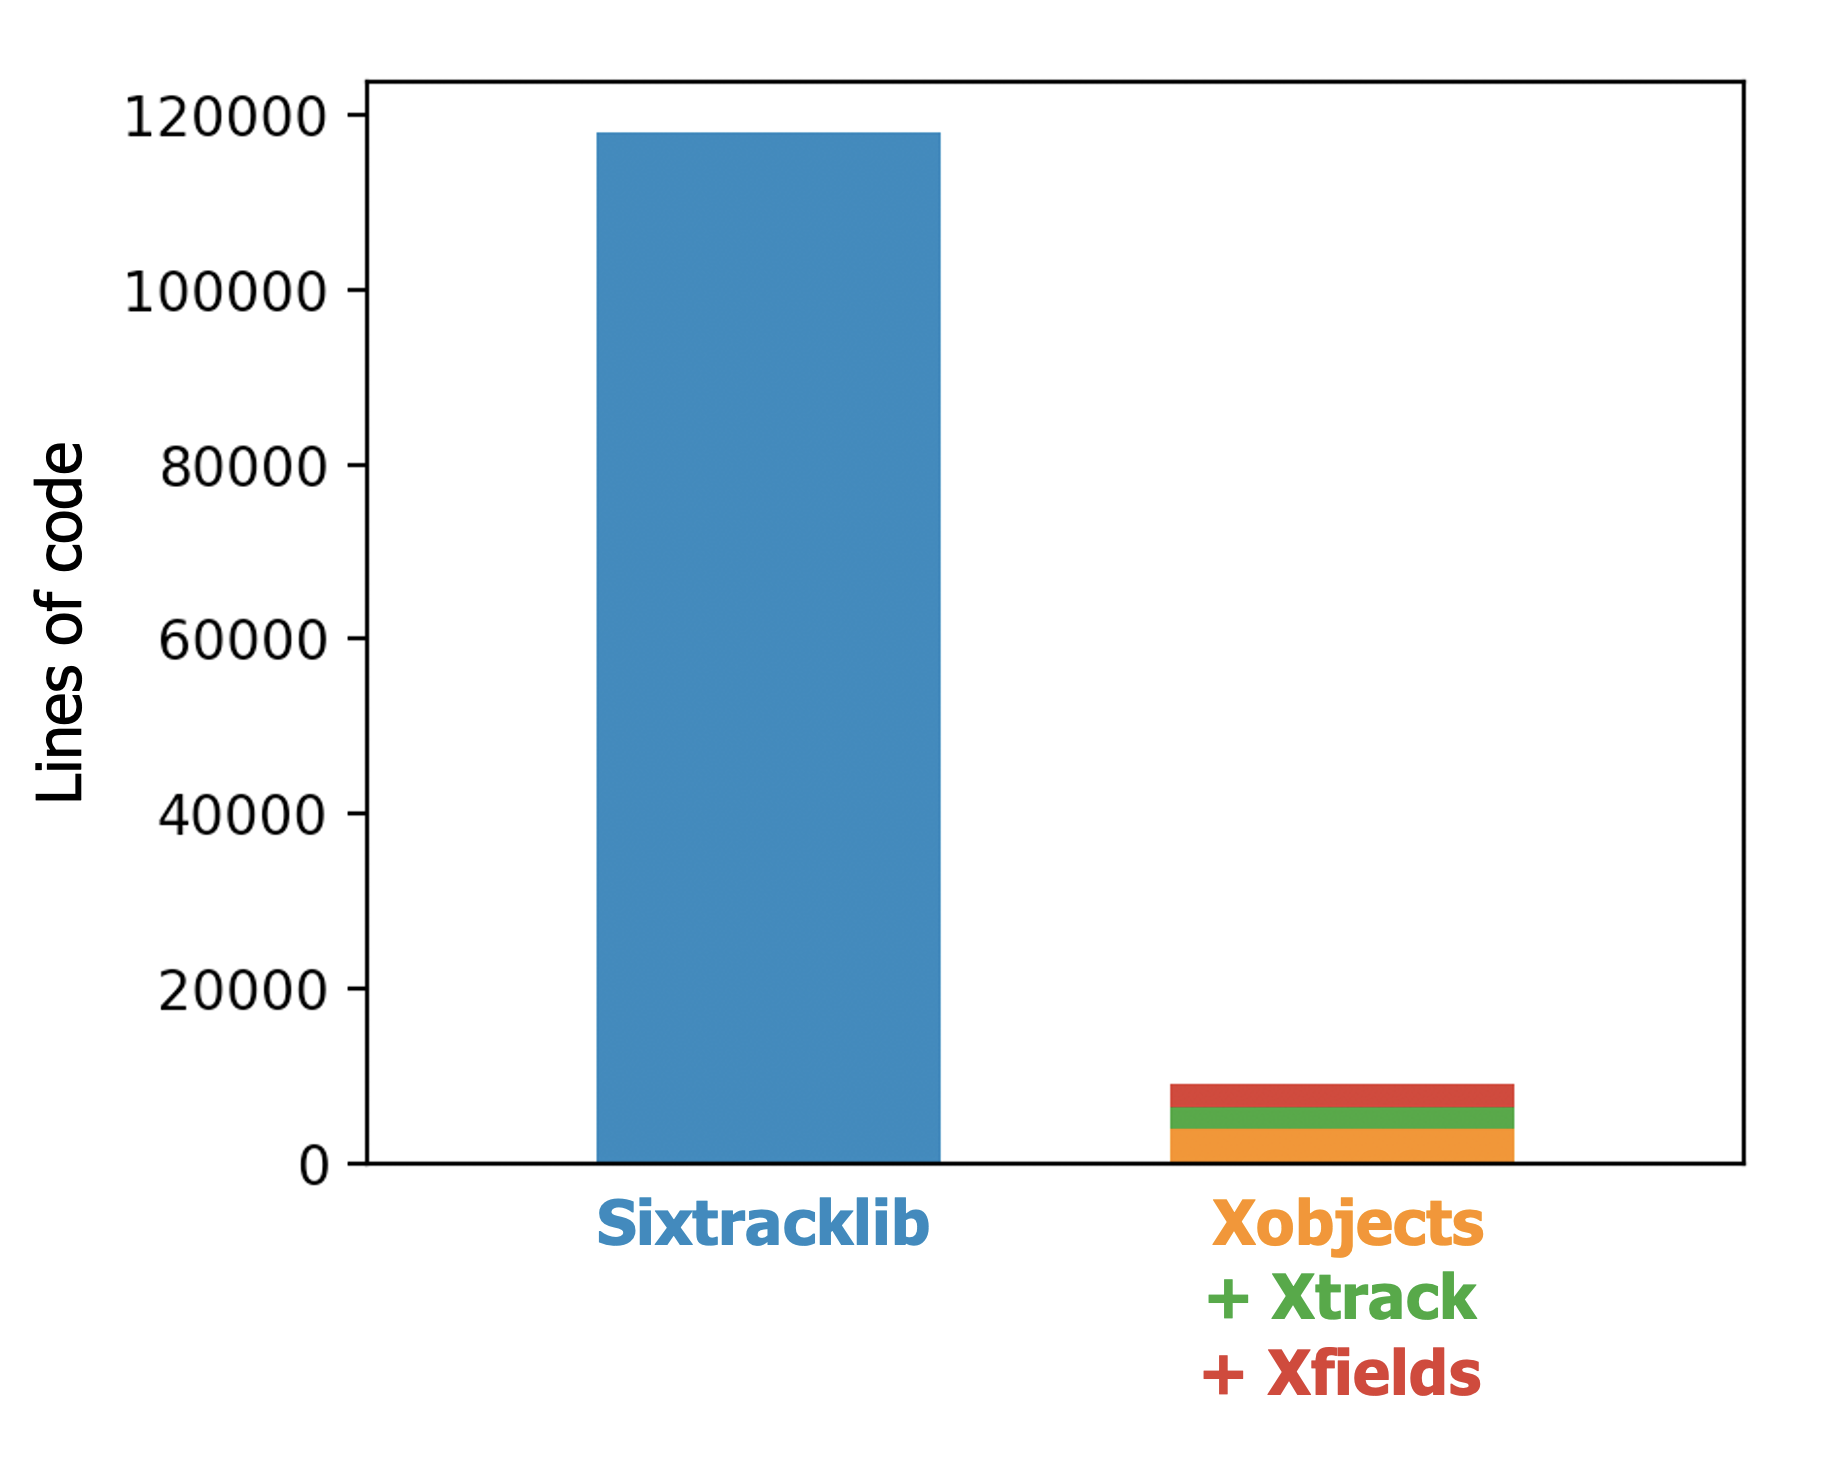 120000
100000
80000
60000
40000
20000
0
Lines of code
Sixtracklib
Xobjects
+ Xtrack
+ Xfields